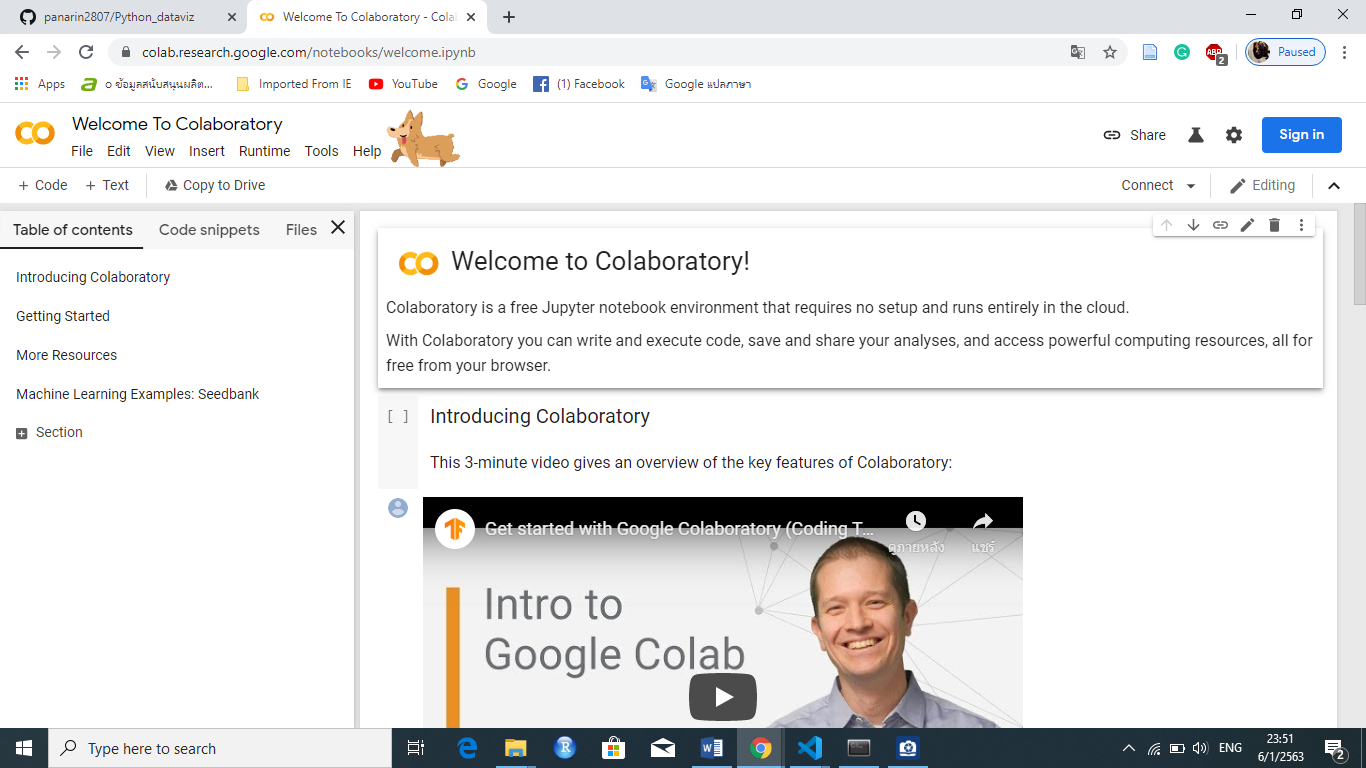 panarin2807/Python_dataviz
Welcome To Colaboratory - Cola
colab.research.google.com/notebooks/welcome.ipynb
ABP
2
Paused
Apps
o ข้อมูลสนับสนุนผลิต...
Imported From IE
YouTube
Google
(1) Facebook
Google แปลภาษา
Welcome To Colaboratory
File Edit View Insert Runtime Tools Help
Share
Sign in
+ Code + Text
Copy to Drive
Connect
Editing
Table of contents
Code snippets
Files
Introducing Colaboratory
Getting Started
More Resources
Machine Learning Examples: Seedbank
Section
Welcome to Colaboratory!
Colaboratory is a free Jupyter notebook environment that requires no setup and runs entirely in the cloud.
With Colaboratory you can write and execute code, save and share your analyses, and access powerful computing resources, all for
free from your browser.
[ ] Introducing Colaboratory
This 3-minute video gives an overview of the key features of Colaboratory:
Get started with Google Colaboratory (Coding T...
ดูภายหลัง
แชร์
Intro to
Google Colab
Type here to search
ENG
23:51
6/1/2563
2